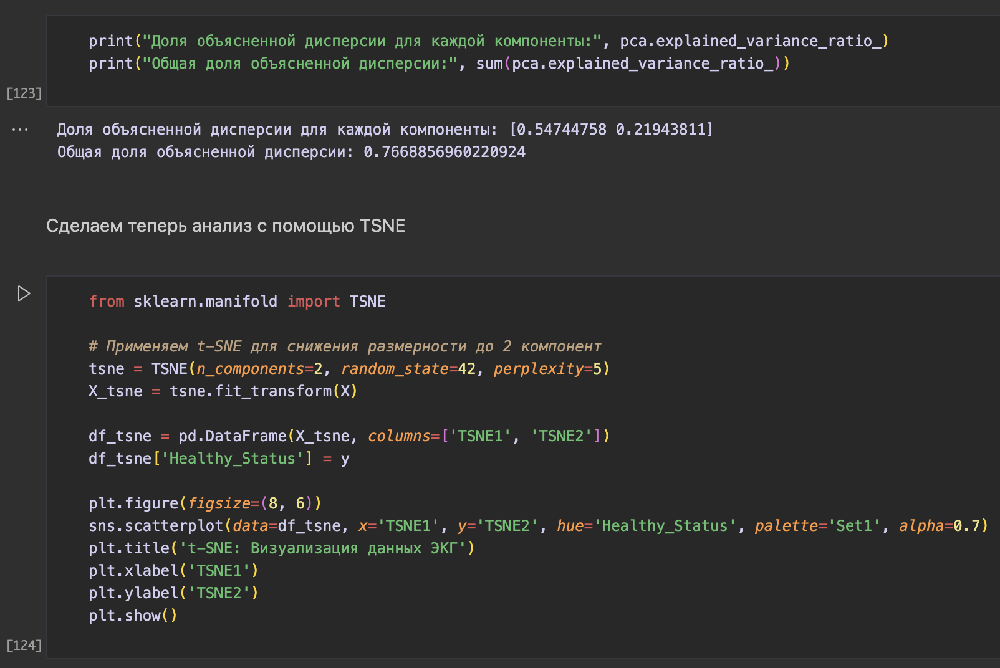 print("Доля объясненной дисперсии для каждой компоненты:", pca.explained_variance_ratio_)
print("Общая доля объясненной дисперсии:", sum(pca.explained_variance_ratio_))
[123]
... Доля объясненной дисперсии для каждой компоненты: [0.54744758 0.21943811]
Общая доля объясненной дисперсии: 0.7668856960220924
Сделаем теперь анализ с помощью TSNE
from sklearn.manifold import TSNE
# Применяем t-SNE для снижения размерности до 2 компонент
tsne = TSNE(n_components=2, random_state=42, perplexity=5)
X_tsne = tsne.fit_transform(X)
df_tsne = pd.DataFrame(X_tsne, columns=['TSNE1', 'TSNE2'])
df_tsne['Healthy_Status'] = y
plt.figure(figsize=(8, 6))
sns.scatterplot(data=df_tsne, x='TSNE1', y='TSNE2', hue='Healthy_Status', palette='Set1', alpha=0.7)
plt.title('t-SNE: Визуализация данных ЭКГ')
plt.xlabel('TSNE1')
plt.ylabel('TSNE2')
plt.show()
[124]